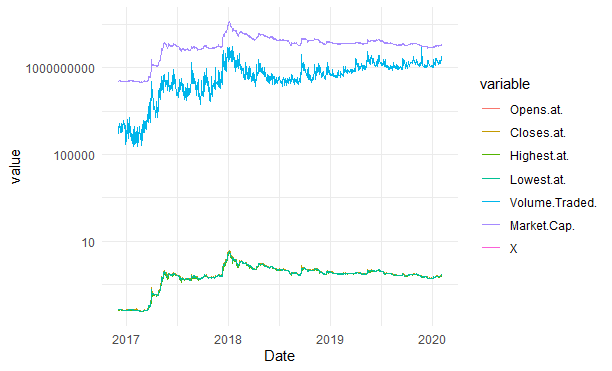 1000000000
100000
10
value
2017 2018 2019 2020
Date
variable
Opens.at.
Closes.at.
Highest.at.
Lowest.at.
Volume.Traded.
Market.Cap.
X